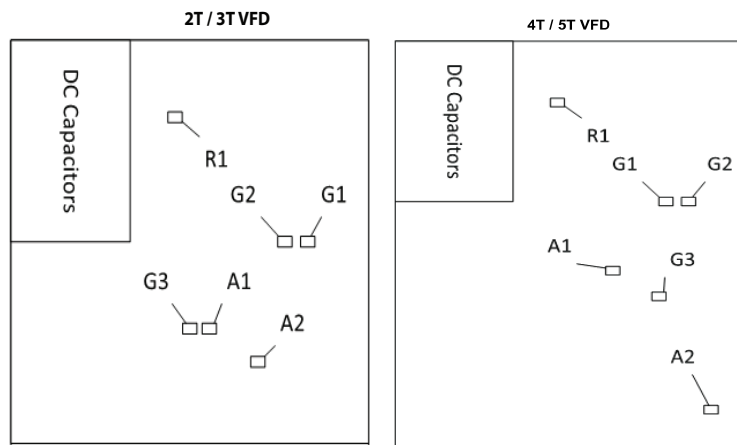 2T / 3T VFD
DC Capacitors
R1
G2
G1
G3
A1
A2
4T / 5T VFD
DC Capacitors
R1
G1
G2
A1
G3
A2